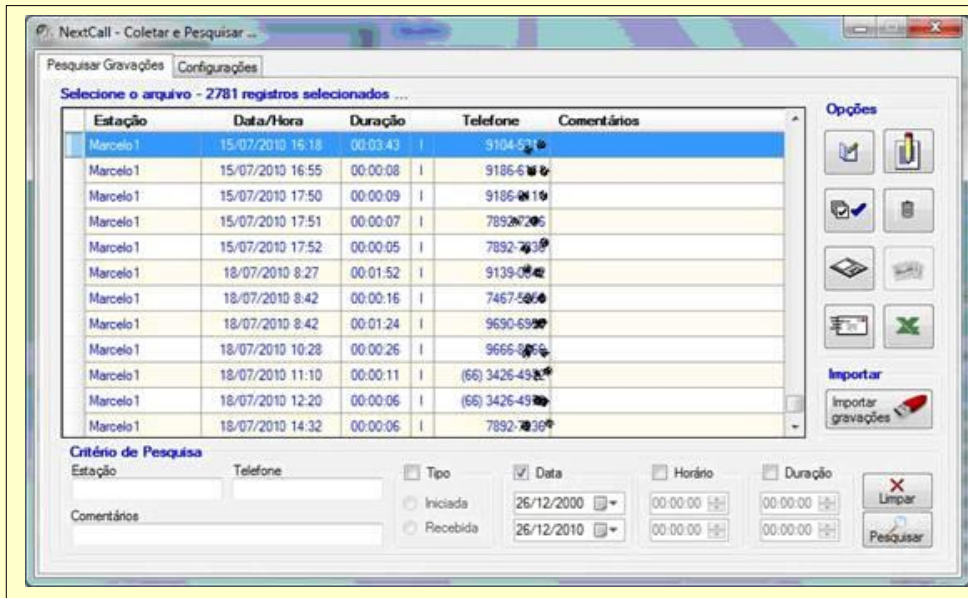 NextCall - Coletar e Pesquisar ...
Pesquisar Gravações Configurações
Selecione o arquivo - 2781 registros selecionados ...
Estação Data/Hora Duração Telefone Comentários
Marcelo1 15/07/2010 16:18 00:03:43 I
Marcelo1 15/07/2010 16:55 00:00:08 I
Marcelo1 15/07/2010 17:50 00:00:09 I
Marcelo1 15/07/2010 17:51 00:00:07 I
Marcelo1 15/07/2010 17:52 00:00:05 I
Marcelo1 18/07/2010 8:27 00:01:52 I
Marcelo1 18/07/2010 8:42 00:00:16 I
Marcelo1 18/07/2010 8:42 00:01:24 I
Marcelo1 18/07/2010 10:28 00:00:26 I
Marcelo1 18/07/2010 11:10 00:00:11 I (66)
Marcelo1 18/07/2010 12:20 00:00:06 I (66)
Marcelo1 18/07/2010 14:32 00:00:06 I
Opções
Importar
Importar gravações
Critério de Pesquisa
Estação Telefone Tipo Data Horário Duração
Iniciada 26/12/2000 00:00:00 00:00:00 Limpar
Comentários
Recebida 26/12/2010 00:00:00 00:00:00 Pesquisar